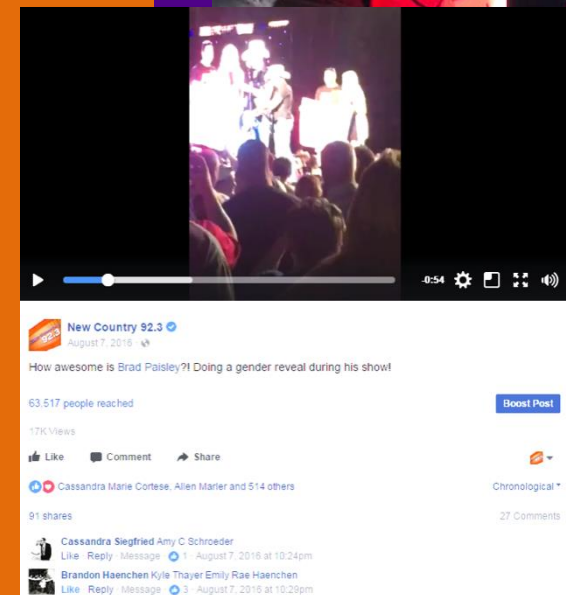 -0:54
92.3
New Country 92.3
August 7, 2016 ·
How awesome is Brad Paisley?! Doing a gender reveal during his show!
63,517 people reached
Boost Post
17K Views
Like Comment Share
Cassandra Marie Cortese, Allen Marler and 514 others
Chronological
91 shares
27 Comments
Cassandra Siegfried Amy C Schroeder
Like · Reply · Message · 1 · August 7, 2016 at 10:24pm
Brandon Haenchen Kyle Thayer Emily Rae Haenchen
Like · Reply · Message · 3 · August 7, 2016 at 10:29pm